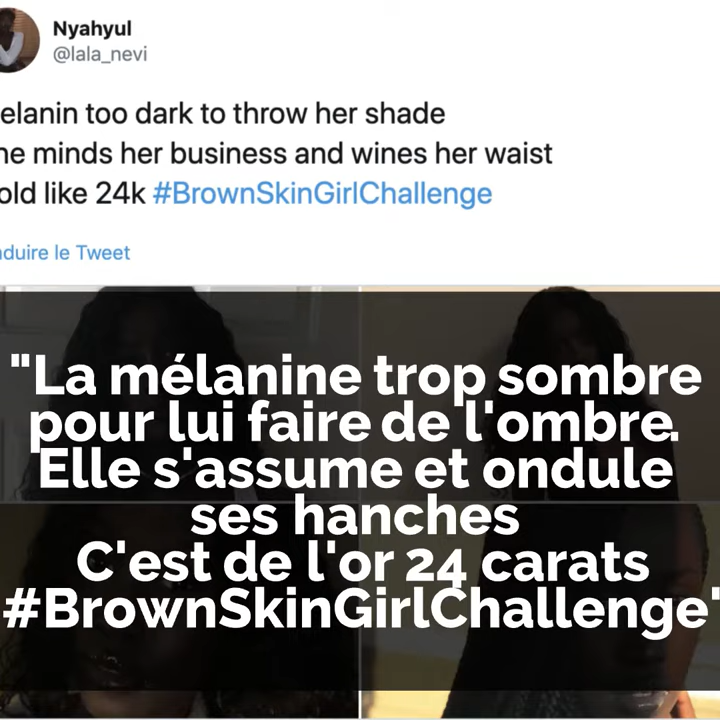 Nyahyul
@lala_nevi
elanin too dark to throw her shade
he minds her business and wines her waist
old like 24k #BrownSkinGirlChallenge
duire le Tweet
"La mélanine trop sombre
pour lui faire de l'ombre.
Elle s'assume et ondule
ses hanches
C'est de l'or 24 carats
#BrownSkinGirlChallenge"